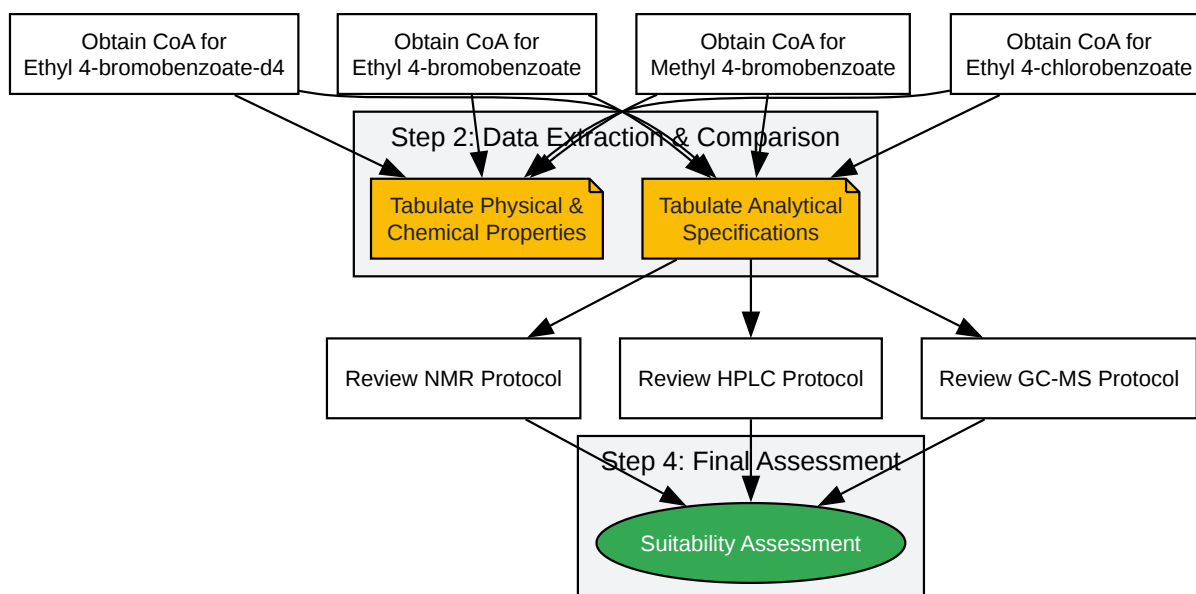 Obtain CoA for
Ethyl 4-bromobenzoate-d4
Obtain CoA for
Ethyl 4-bromobenzoate
Obtain CoA for
Methyl 4-bromobenzoate
Obtain CoA for
Ethyl 4-chlorobenzoate
Step 2: Data Extraction & Comparison
Tabulate Physical &
Chemical Properties
Tabulate Analytical
Specifications
Review NMR Protocol
Review HPLC Protocol
Review GC-MS Protocol
Step 4: Final Assessment
Suitability Assessment